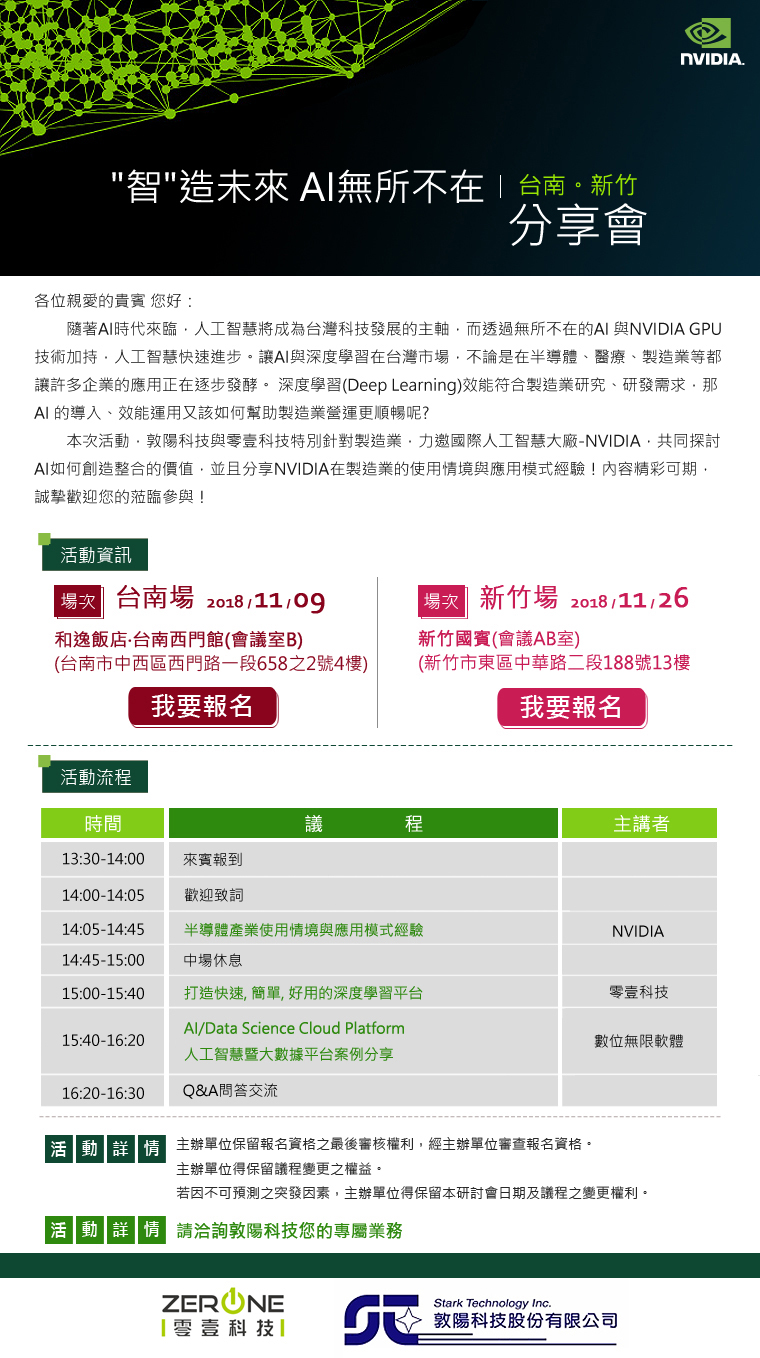 NVIDIA.
"智"造未來 AI無所不在 | 台南。新竹
分享會
各位親愛的貴賓 您好：
隨著AI時代來臨，人工智慧將成為台灣科技發展的主軸，而透過無所不在的AI 與NVIDIA GPU
技術加持，人工智慧快速進步。讓AI與深度學習在台灣市場，不論是在半導體、醫療、製造業等都
讓許多企業的應用正在逐步發酵。 深度學習(Deep Learning)效能符合製造業研究、研發需求，那
AI 的導入、效能運用又該如何幫助製造業營運更順暢呢?
本次活動，敦陽科技與零壹科技特別針對製造業，力邀國際人工智慧大廠-NVIDIA，共同探討
AI如何創造整合的價值，並且分享NVIDIA在製造業的使用情境與應用模式經驗！內容精彩可期，
誠摯歡迎您的蒞臨參與！
活動資訊
場次 台南場 2018/11/09
和逸飯店·台南西門館(會議室B)
(台南市中西區西門路一段658之2號4樓)
我要報名
場次 新竹場 2018/11/26
新竹國賓(會議AB室)
(新竹市東區中華路二段188號13樓
我要報名
活動流程
時間 議 程 主講者
13:30-14:00 來賓報到
14:00-14:05 歡迎致詞
14:05-14:45 半導體產業使用情境與應用模式經驗 NVIDIA
14:45-15:00 中場休息
15:00-15:40 打造快速, 簡單, 好用的深度學習平台 零壹科技
15:40-16:20 AI/Data Science Cloud Platform
人工智慧暨大數據平台案例分享 數位無限軟體
16:20-16:30 Q&A問答交流
活動詳情 主辦單位保留報名資格之最後審核權利，經主辦單位審查報名資格。
主辦單位得保留議程變更之權益。
若因不可預測之突發因素，主辦單位得保留本研討會日期及議程之變更權利。
活動詳情 請洽詢敦陽科技您的專屬業務
ZERONE
零壹科技
Stark Technology Inc.
敦陽科技股份有限公司